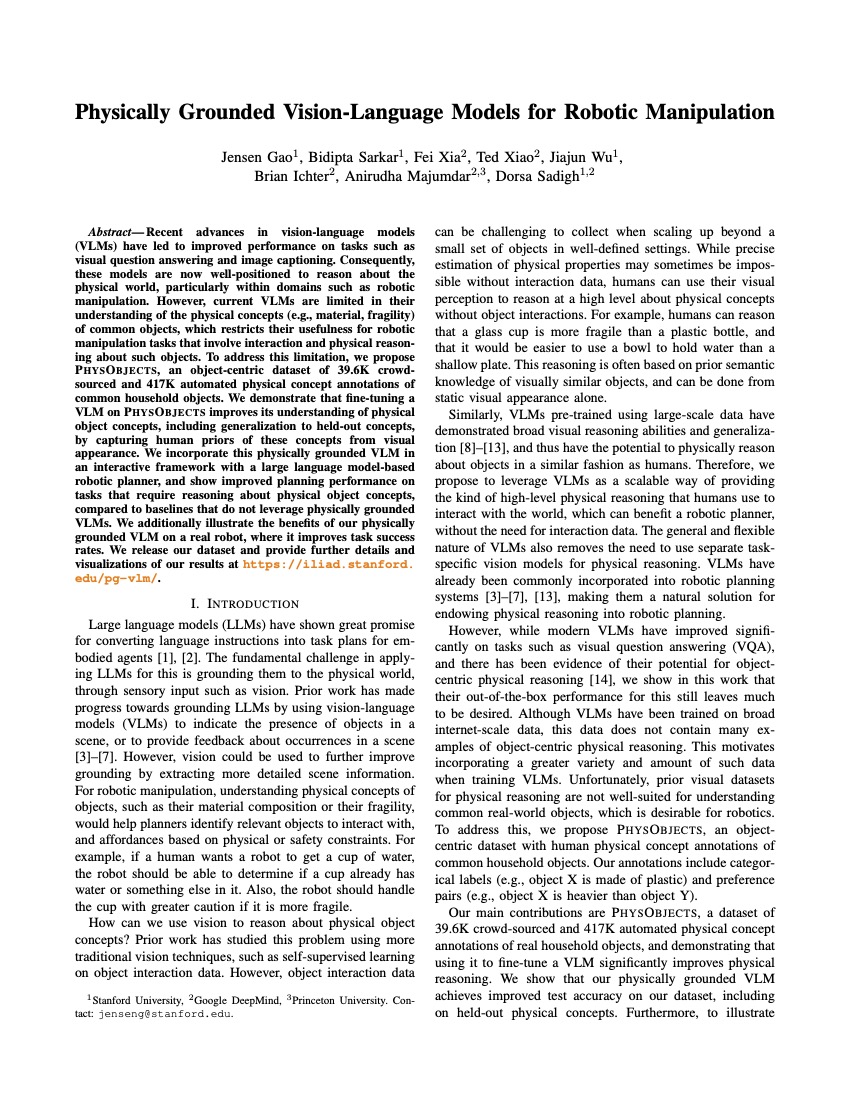 Physically Grounded Vision-Language Models for Robotic Manipulation
Jensen Gao1, Bidipta Sarkar1, Fei Xia2, Ted Xiao2, Jiajun Wu1,
Brian Ichter2, Anirudha Majumdar2,3, Dorsa Sadigh1,2
Abstract—Recent advances in vision-language models
(VLMs) have led to improved performance on tasks such as
visual question answering and image captioning. Consequently,
these models are now well-positioned to reason about the
physical world, particularly within domains such as robotic
manipulation. However, current VLMs are limited in their
understanding of the physical concepts (e.g., material, fragility)
of common objects, which restricts their usefulness for robotic
manipulation tasks that involve interaction and physical reason-
ing about such objects. To address this limitation, we propose
PHYSOBJECTS, an object-centric dataset of 39.6K crowd-
sourced and 417K automated physical concept annotations of
common household objects. We demonstrate that fine-tuning a
VLM on PHYSOBJECTS improves its understanding of physical
object concepts, including generalization to held-out concepts,
by capturing human priors of these concepts from visual
appearance. We incorporate this physically grounded VLM in
an interactive framework with a large language model-based
robotic planner, and show improved planning performance on
tasks that require reasoning about physical object concepts,
compared to baselines that do not leverage physically grounded
VLMs. We additionally illustrate the benefits of our physically
grounded VLM on a real robot, where it improves task success
rates. We release our dataset and provide further details and
visualizations of our results at https://iliad.stanford.
edu/pg-vlm/.
I. INTRODUCTION
Large language models (LLMs) have shown great promise
for converting language instructions into task plans for em-
bodied agents [1], [2]. The fundamental challenge in apply-
ing LLMs for this is grounding them to the physical world,
through sensory input such as vision. Prior work has made
progress towards grounding LLMs by using vision-language
models (VLMs) to indicate the presence of objects in a
scene, or to provide feedback about occurrences in a scene
[3]–[7]. However, vision could be used to further improve
grounding by extracting more detailed scene information.
For robotic manipulation, understanding physical concepts of
objects, such as their material composition or their fragility,
would help planners identify relevant objects to interact with,
and affordances based on physical or safety constraints. For
example, if a human wants a robot to get a cup of water,
the robot should be able to determine if a cup already has
water or something else in it. Also, the robot should handle
the cup with greater caution if it is more fragile.
How can we use vision to reason about physical object
concepts? Prior work has studied this problem using more
traditional vision techniques, such as self-supervised learning
on object interaction data. However, object interaction data
1Stanford University, 2Google DeepMind, 3Princeton University. Con-
tact: jenseng@stanford.edu.
can be challenging to collect when scaling up beyond a
small set of objects in well-defined settings. While precise
estimation of physical properties may sometimes be impos-
sible without interaction data, humans can use their visual
perception to reason at a high level about physical concepts
without object interactions. For example, humans can reason
that a glass cup is more fragile than a plastic bottle, and
that it would be easier to use a bowl to hold water than a
shallow plate. This reasoning is often based on prior semantic
knowledge of visually similar objects, and can be done from
static visual appearance alone.
Similarly, VLMs pre-trained using large-scale data have
demonstrated broad visual reasoning abilities and generaliza-
tion [8]–[13], and thus have the potential to physically reason
about objects in a similar fashion as humans. Therefore, we
propose to leverage VLMs as a scalable way of providing
the kind of high-level physical reasoning that humans use to
interact with the world, which can benefit a robotic planner,
without the need for interaction data. The general and flexible
nature of VLMs also removes the need to use separate task-
specific vision models for physical reasoning. VLMs have
already been commonly incorporated into robotic planning
systems [3]–[7], [13], making them a natural solution for
endowing physical reasoning into robotic planning.
However, while modern VLMs have improved signifi-
cantly on tasks such as visual question answering (VQA),
and there has been evidence of their potential for object-
centric physical reasoning [14], we show in this work that
their out-of-the-box performance for this still leaves much
to be desired. Although VLMs have been trained on broad
internet-scale data, this data does not contain many ex-
amples of object-centric physical reasoning. This motivates
incorporating a greater variety and amount of such data
when training VLMs. Unfortunately, prior visual datasets
for physical reasoning are not well-suited for understanding
common real-world objects, which is desirable for robotics.
To address this, we propose PHYSOBJECTS, an object-
centric dataset with human physical concept annotations of
common household objects. Our annotations include categor-
ical labels (e.g., object X is made of plastic) and preference
pairs (e.g., object X is heavier than object Y).
Our main contributions are PHYSOBJECTS, a dataset of
39.6K crowd-sourced and 417K automated physical concept
annotations of real household objects, and demonstrating that
using it to fine-tune a VLM significantly improves physical
reasoning. We show that our physically grounded VLM
achieves improved test accuracy on our dataset, including
on held-out physical concepts. Furthermore, to illustrate